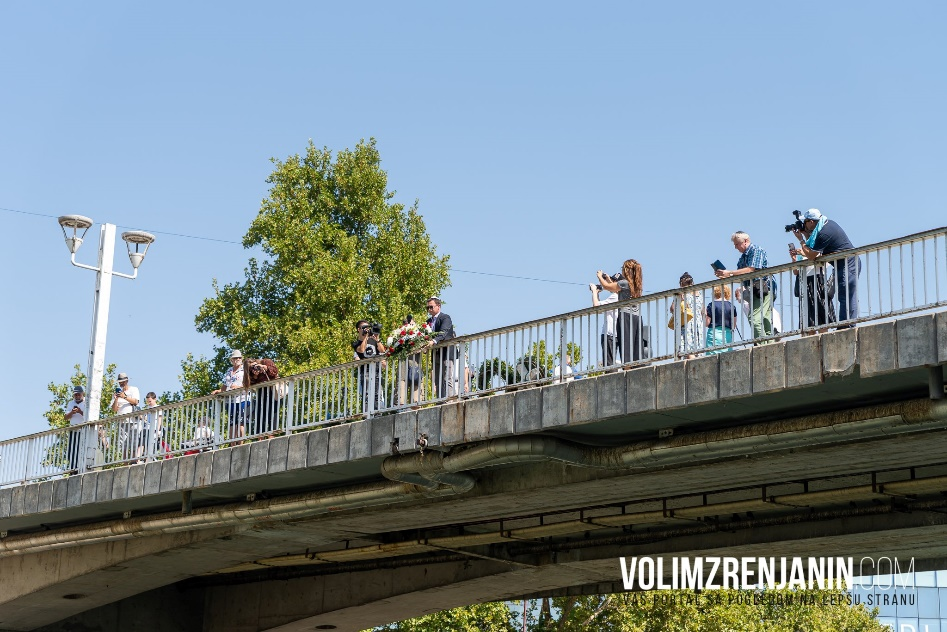 VOLIMZRENJANIN.COM
VAŠ PORTAL SA POGLEDOM NA LEPŠU STRANU